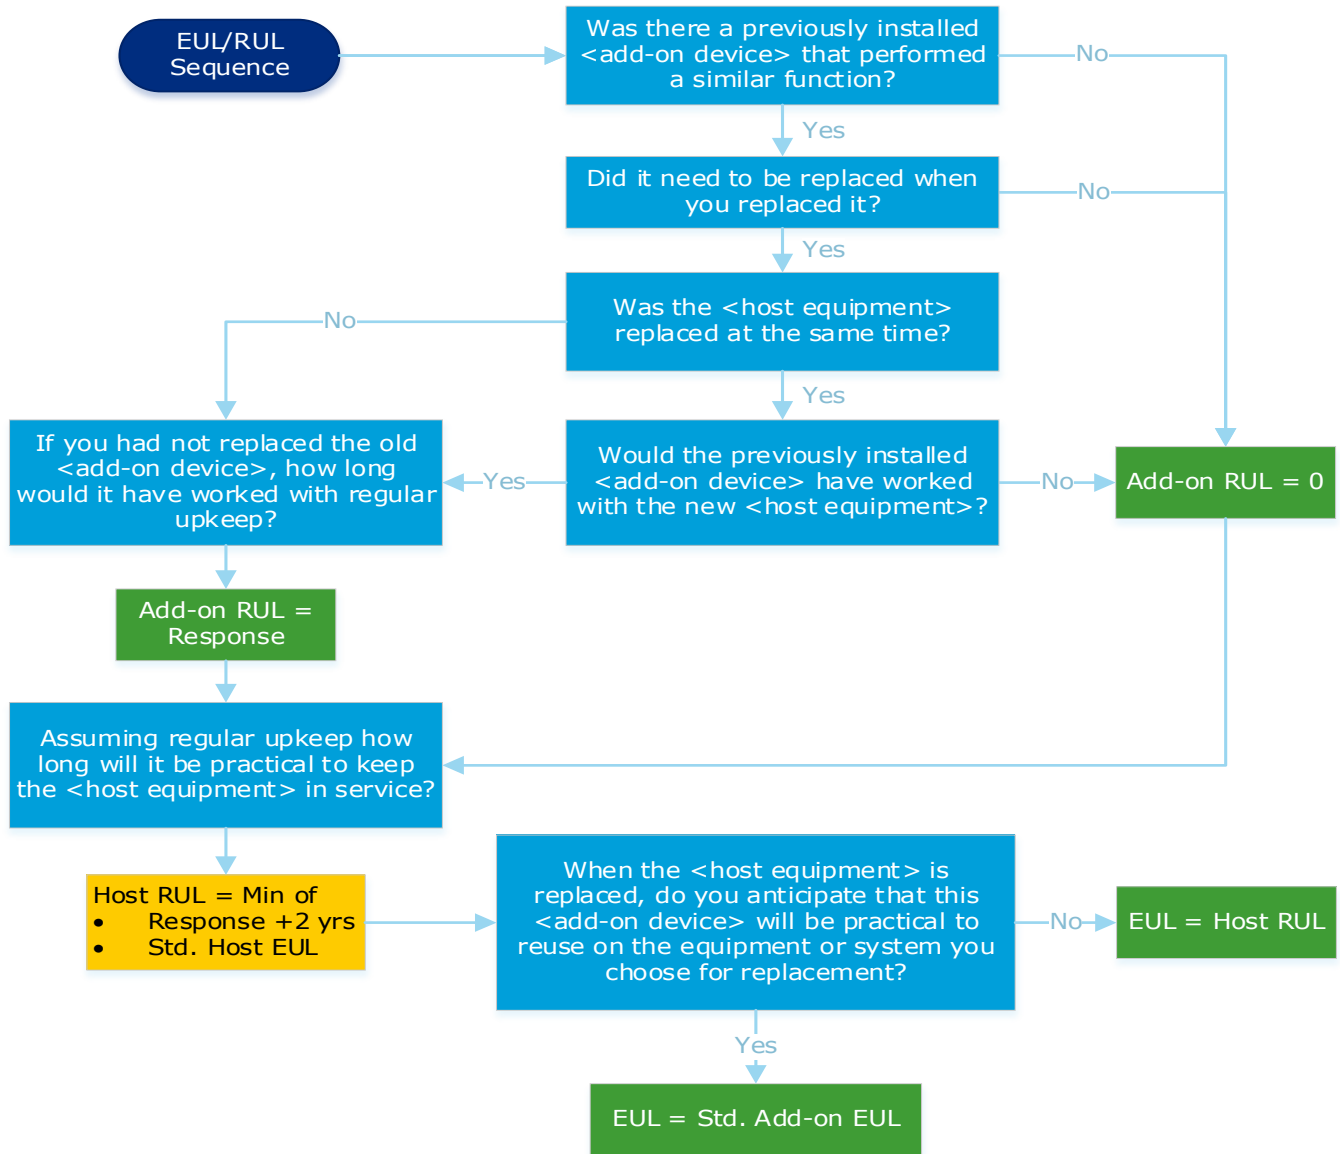 EUL/RUL
Sequence
Was there a previously installed
<add-on device> that performed
a similar function?
No
Yes
Did it need to be replaced when
you replaced it?
No
Yes
Was the <host equipment>
replaced at the same time?
No
Yes
If you had not replaced the old
<add-on device>, how long
would it have worked with regular
upkeep?
Yes
Would the previously installed
<add-on device> have worked
with the new <host equipment>?
No
Add-on RUL = 0
Add-on RUL =
Response
Assuming regular upkeep how
long will it be practical to keep
the <host equipment> in service?
Host RUL = Min of
• Response +2 yrs
• Std. Host EUL
When the <host equipment> is
replaced, do you anticipate that this
<add-on device> will be practical to
reuse on the equipment or system you
choose for replacement?
No
EUL = Host RUL
Yes
EUL = Std. Add-on EUL